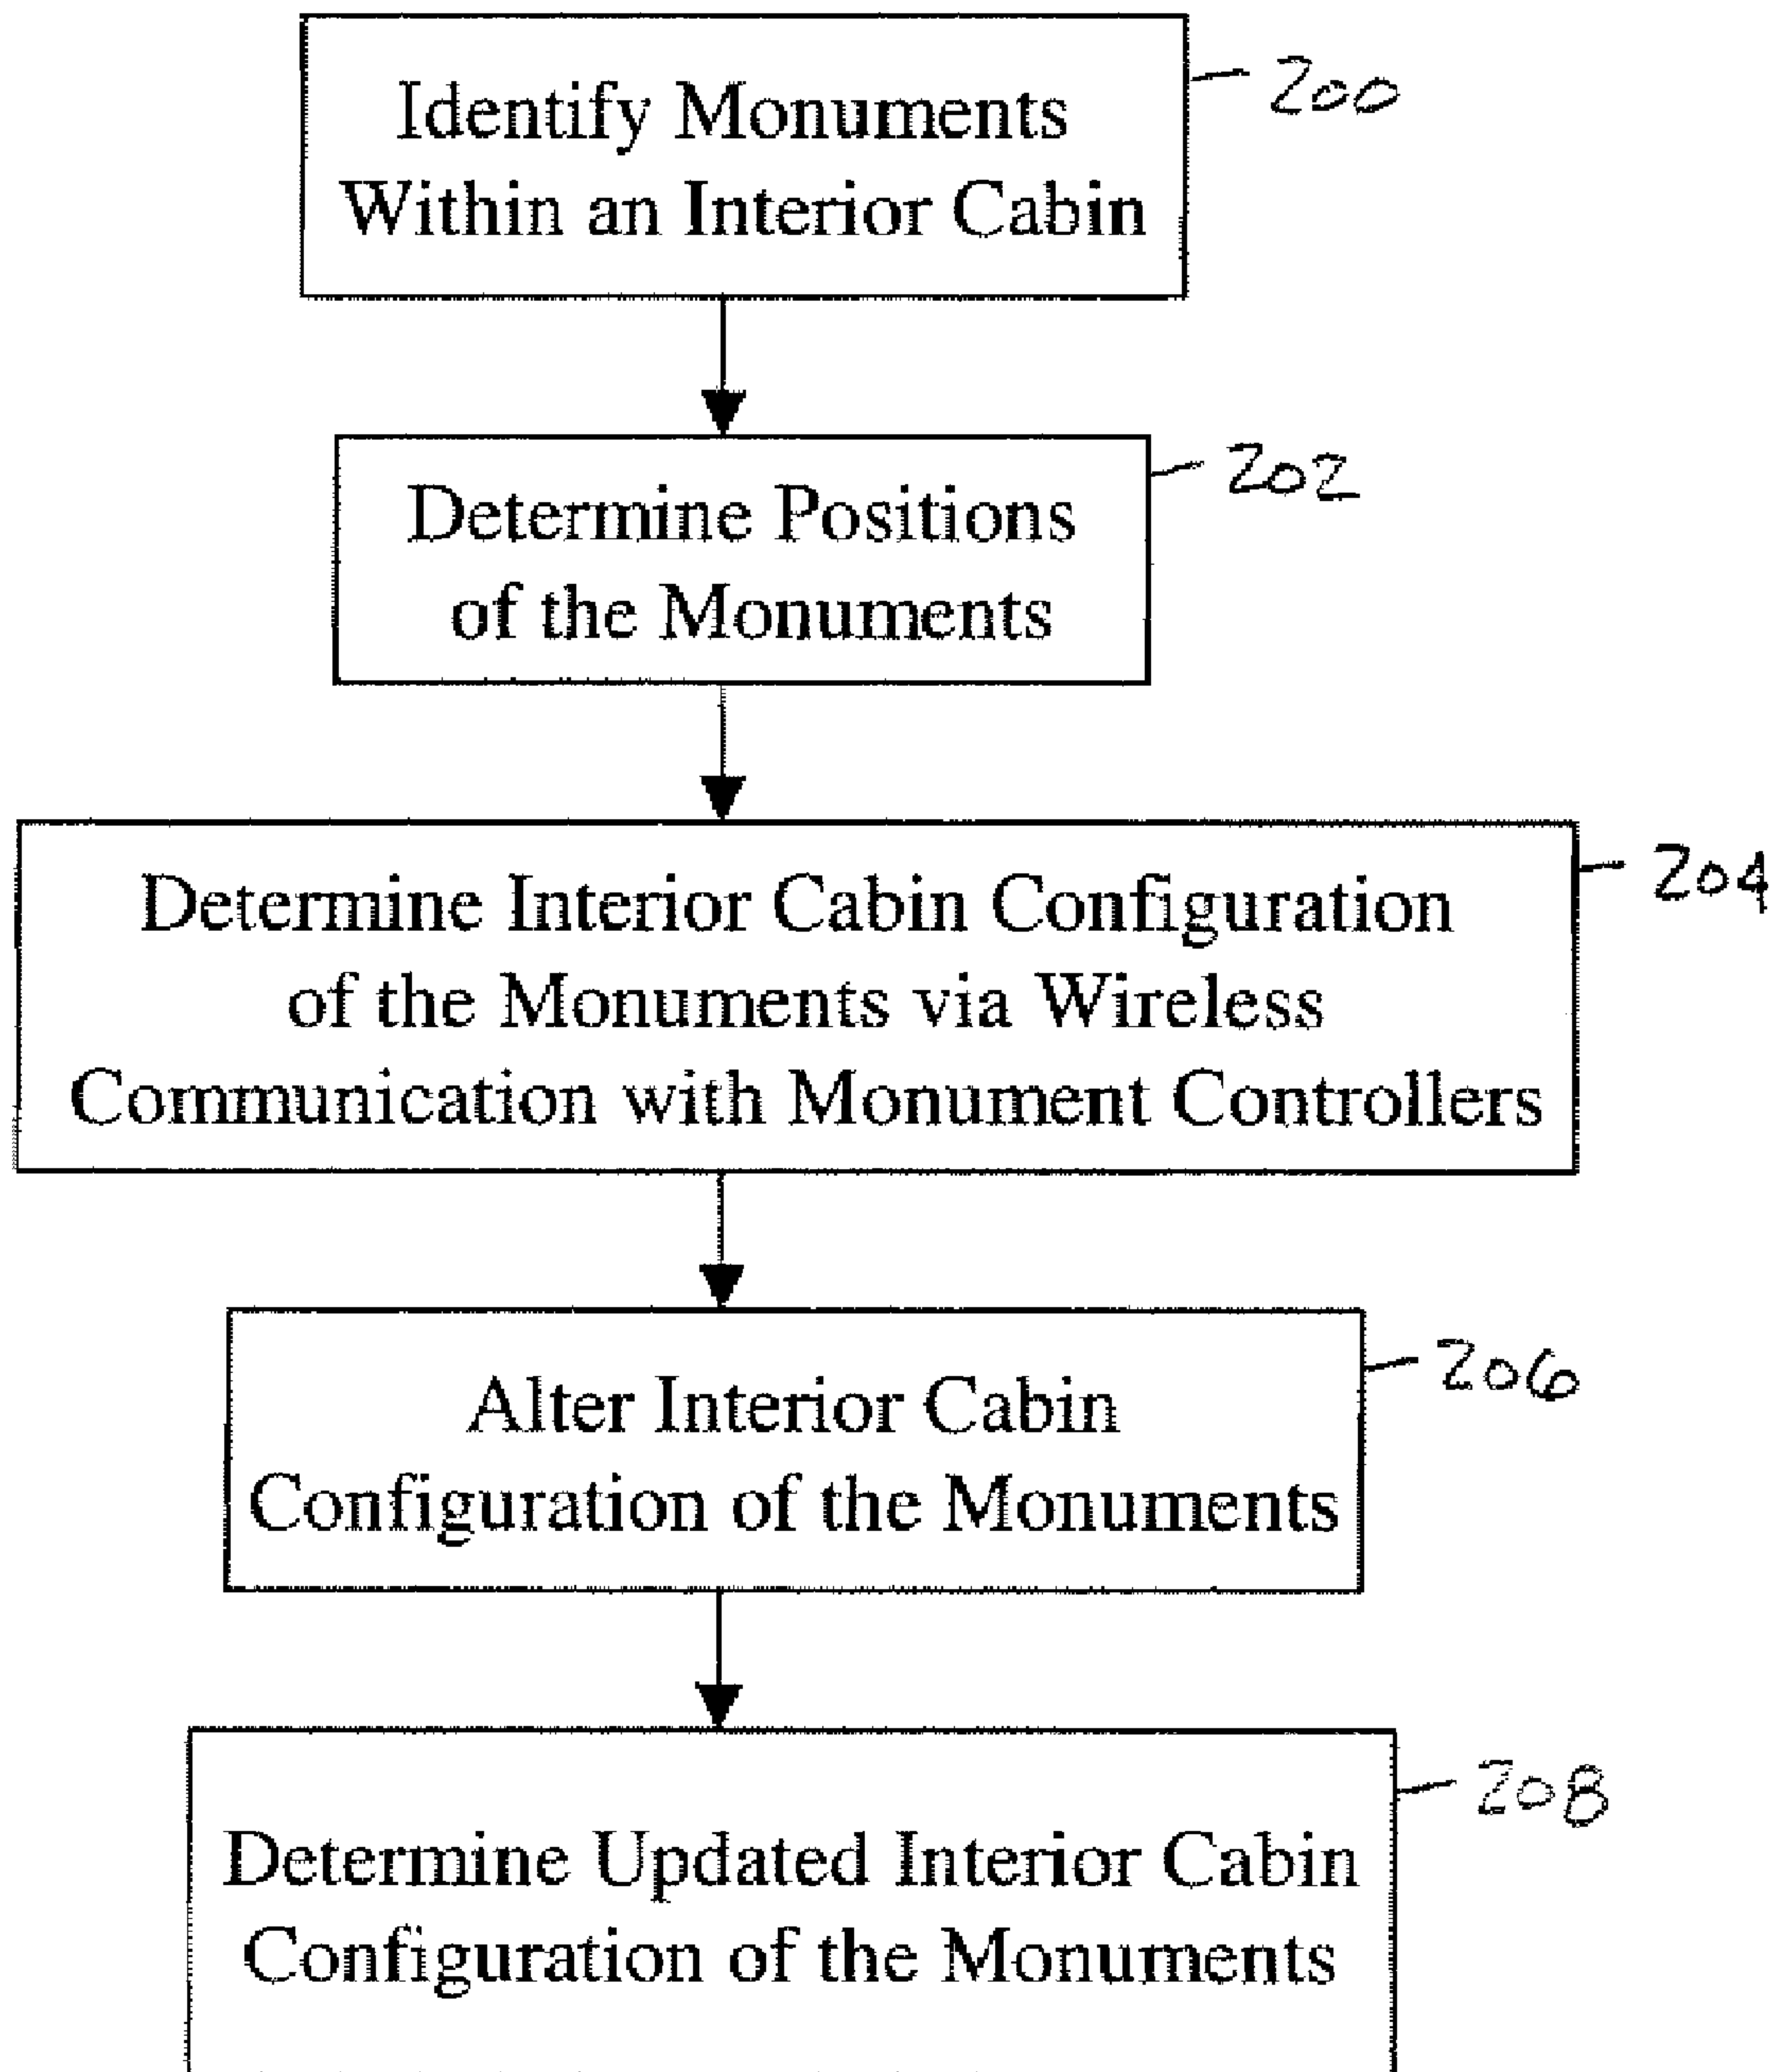 Identify Monuments
Within an Interior Cabin
200
Determine Positions
of the Monuments
202
Determine Interior Cabin Configuration
of the Monuments via Wireless
Communication with Monument Controllers
204
Alter Interior Cabin
Configuration of the Monuments
206
Determine Updated Interior Cabin
Configuration of the Monuments
208